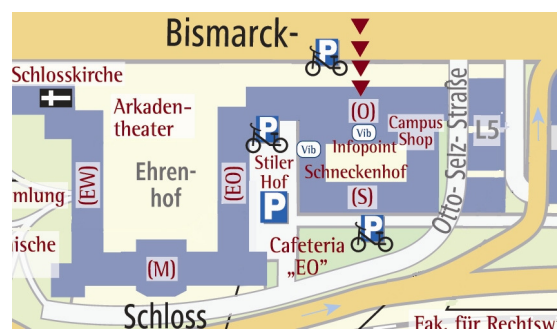 Bismarck-
P
Schlosskirche
Arkaden-
theater
(O)
Vib
Campus
Shop
Infopoint
P
Vib
Stiler
Hof
Schneckenhof
Ehren-
hof
(EW)
(EO)
(S)
P
P
L5
Otto- Selz- Straße
mlung
ische
(M)
Cafeteria
„EO”
Schloss
Fak. für Rechtsw